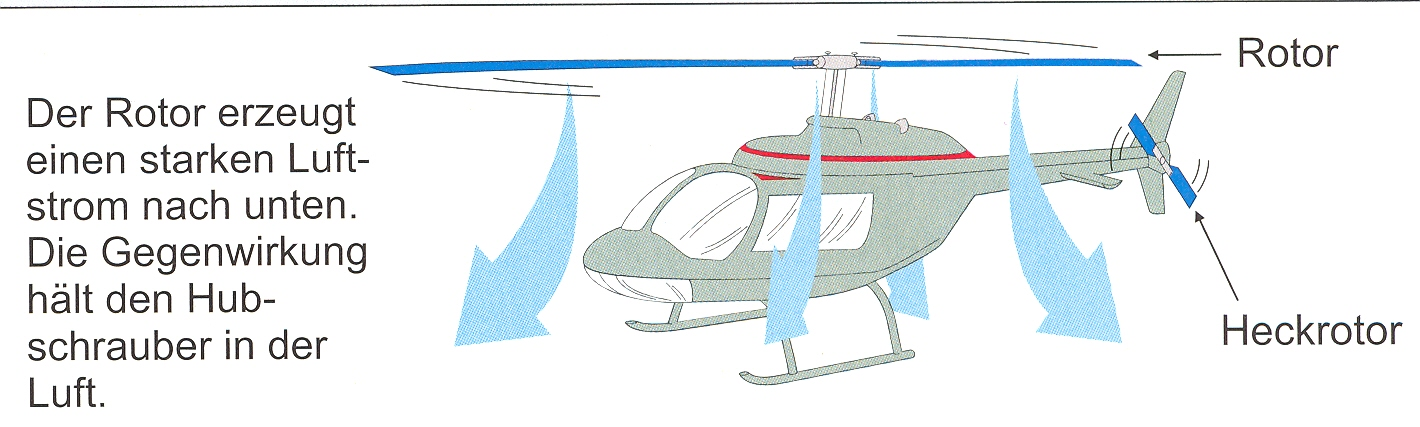 Der Rotor erzeugt
einen starken Luft-
strom nach unten.
Die Gegenwirkung
hält den Hub-
schrauber in der
Luft.
Rotor
Heckrotor